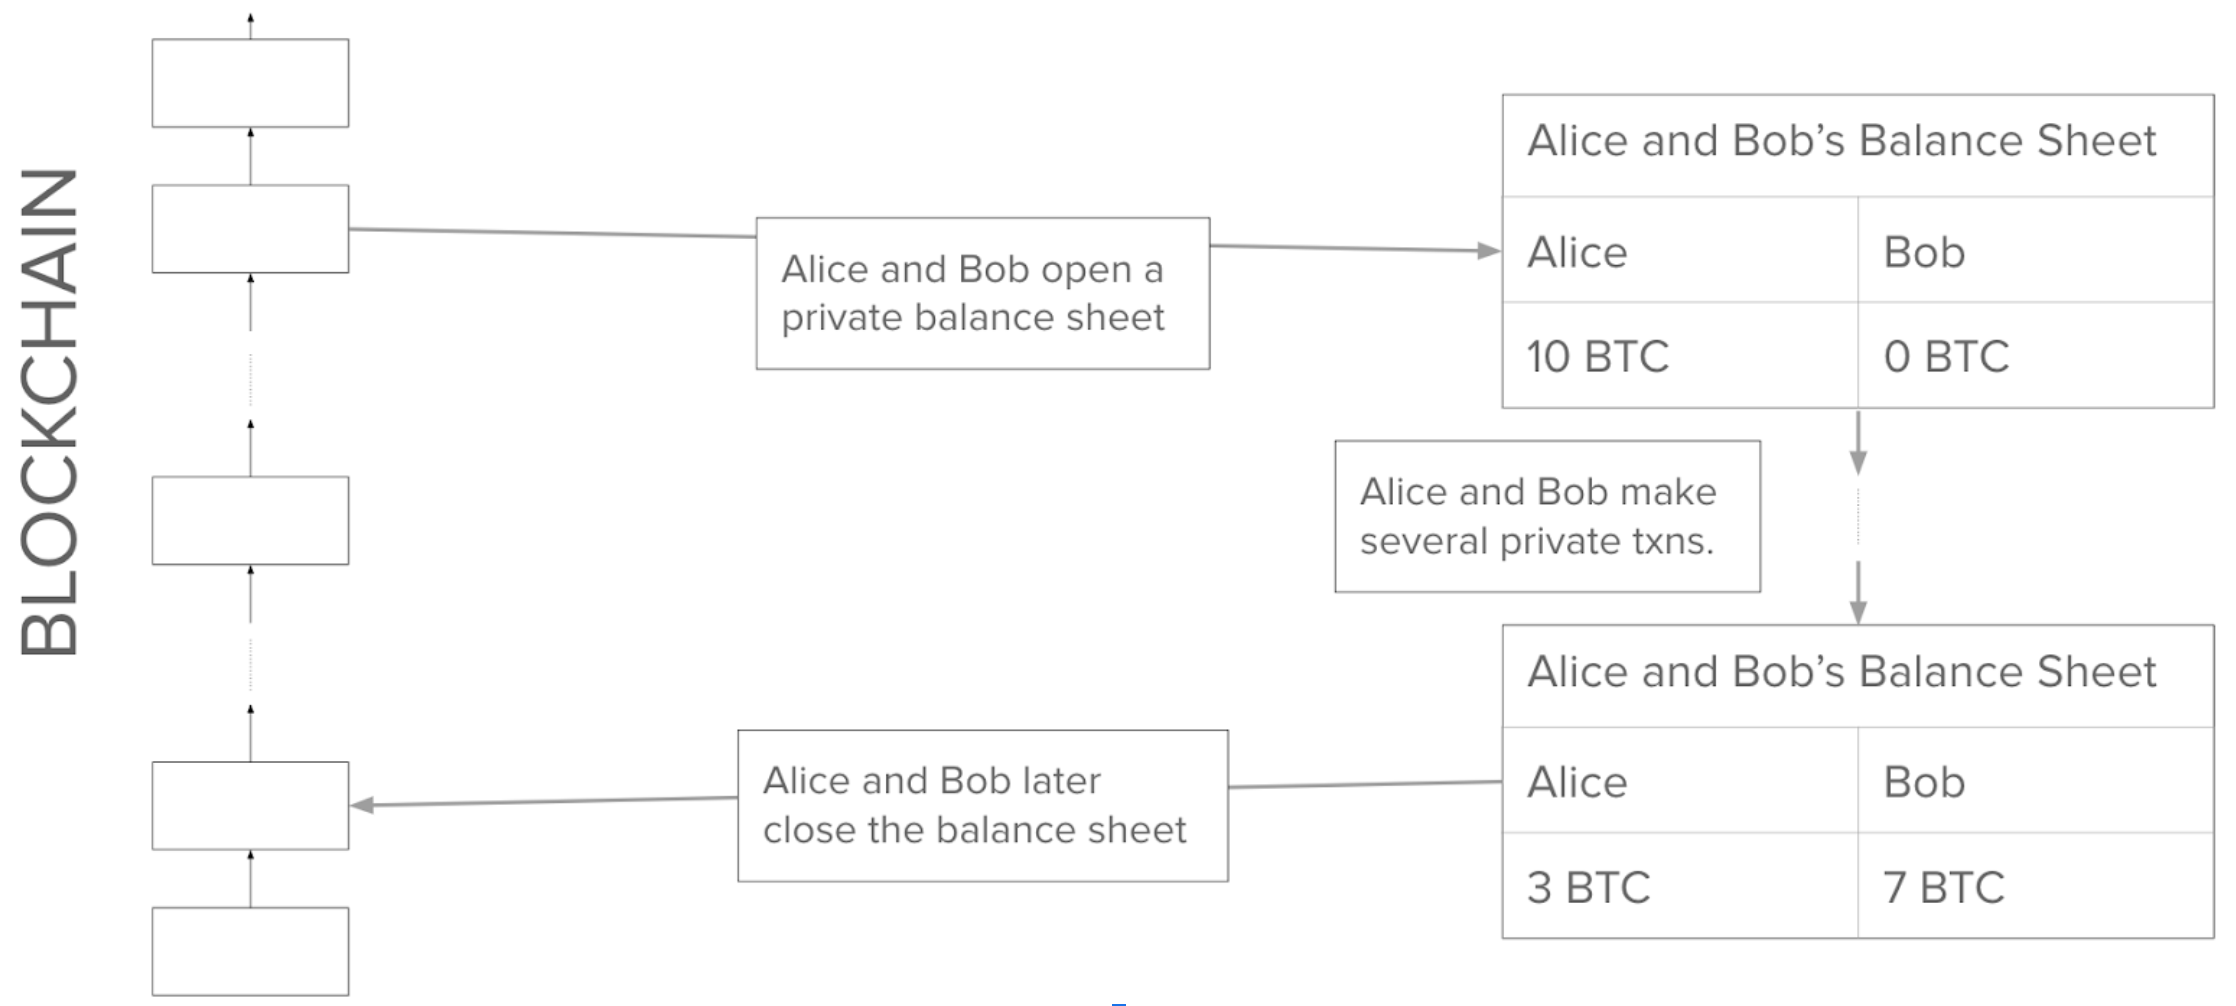 BLOCKCHAIN
Alice and Bob open a
private balance sheet
Alice and Bob's Balance Sheet
Alice Bob
10 BTC 0 BTC
Alice and Bob make
several private txns.
Alice and Bob's Balance Sheet
Alice Bob
3 BTC 7 BTC
Alice and Bob later
close the balance sheet